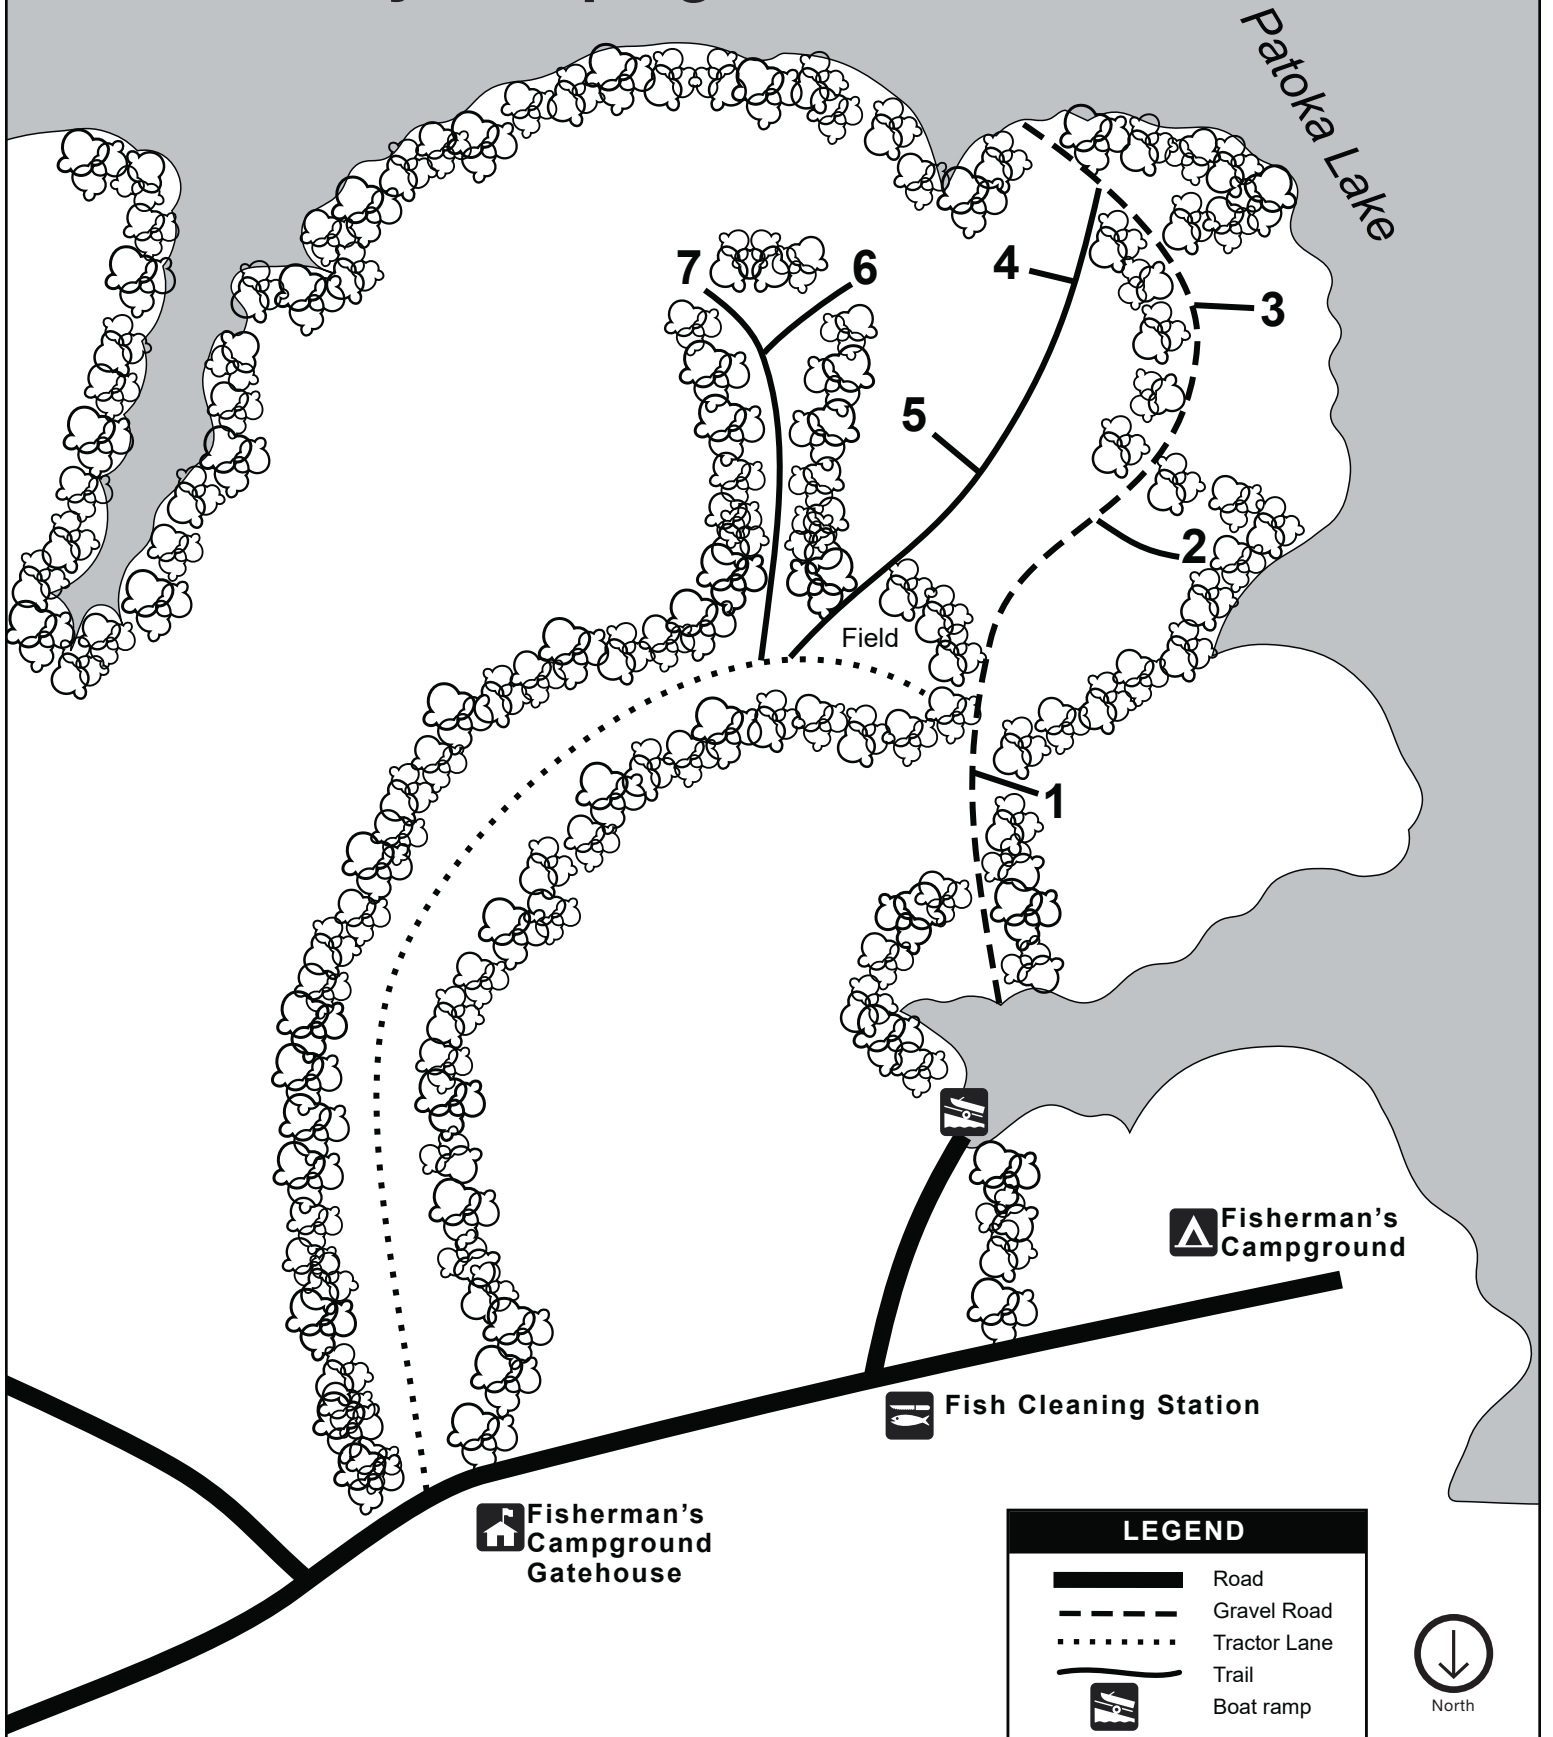 Patoka Lake
7
6
4
3
5
2
Field
1
Fisherman’s
Campground
Fish Cleaning Station
Fisherman’s
Campground
Gatehouse
LEGEND
Road
Gravel Road
Tractor Lane
Trail
Boat ramp
North